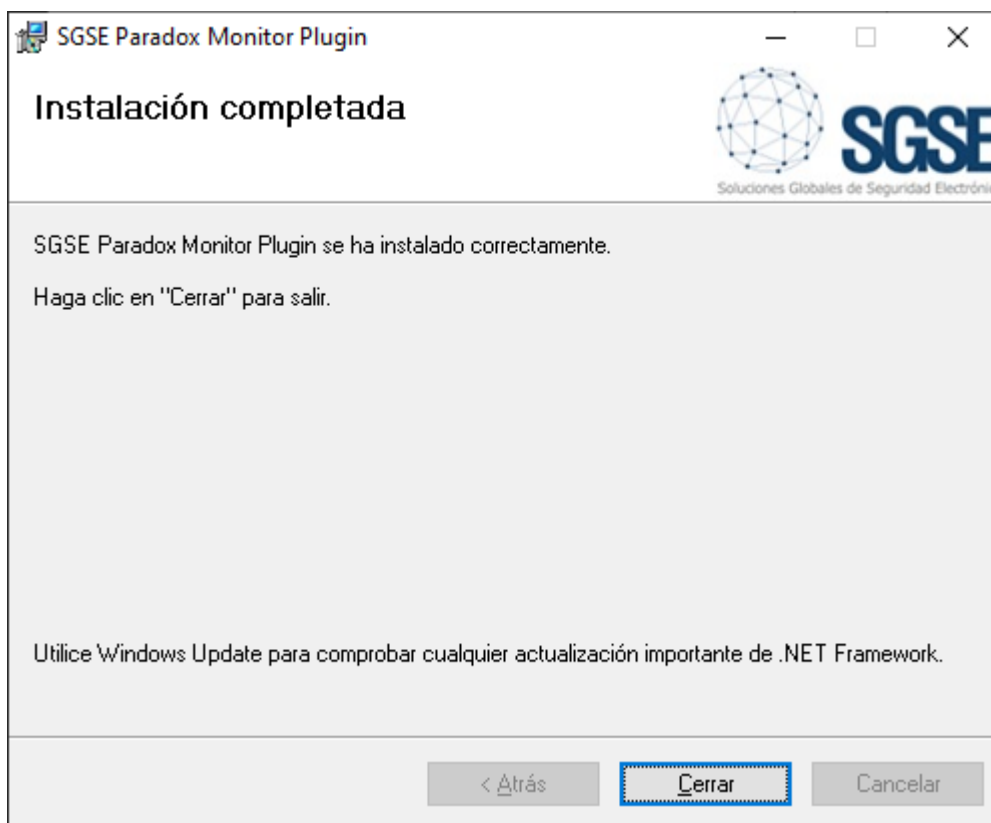 SGSE Paradox Monitor Plugin
Instalación completada
SGSE
Soluciones Globales de Seguridad Electróni
SGSE Paradox Monitor Plugin se ha instalado correctamente.
Haga clic en "Cerrar" para salir.
Utilice Windows Update para comprobar cualquier actualización importante de .NET Framework.
< Atrás
Cerrar
Cancelar